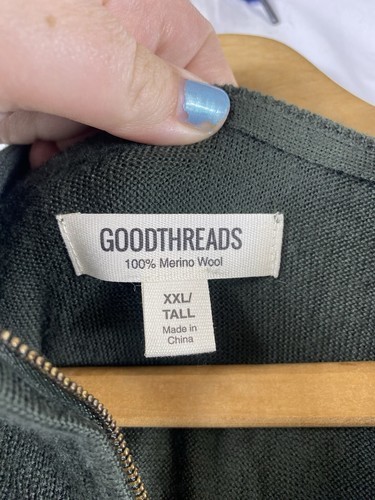 GOODTHREADS
100% Merino Wool
XXL/
TALL
Made in
China